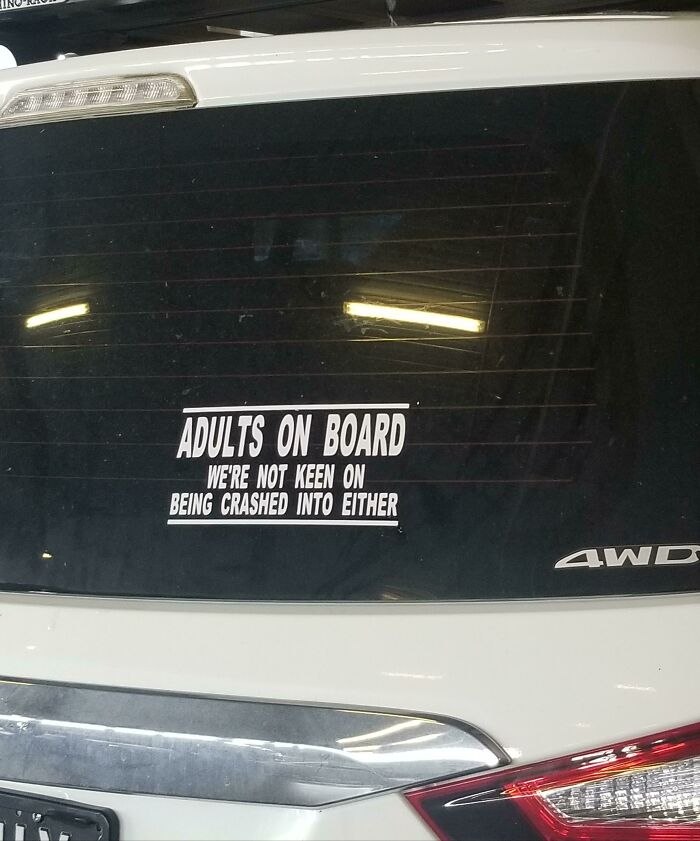 ADULTS ON BOARD
WE'RE NOT KEEN ON
BEING CRASHED INTO EITHER
4WD